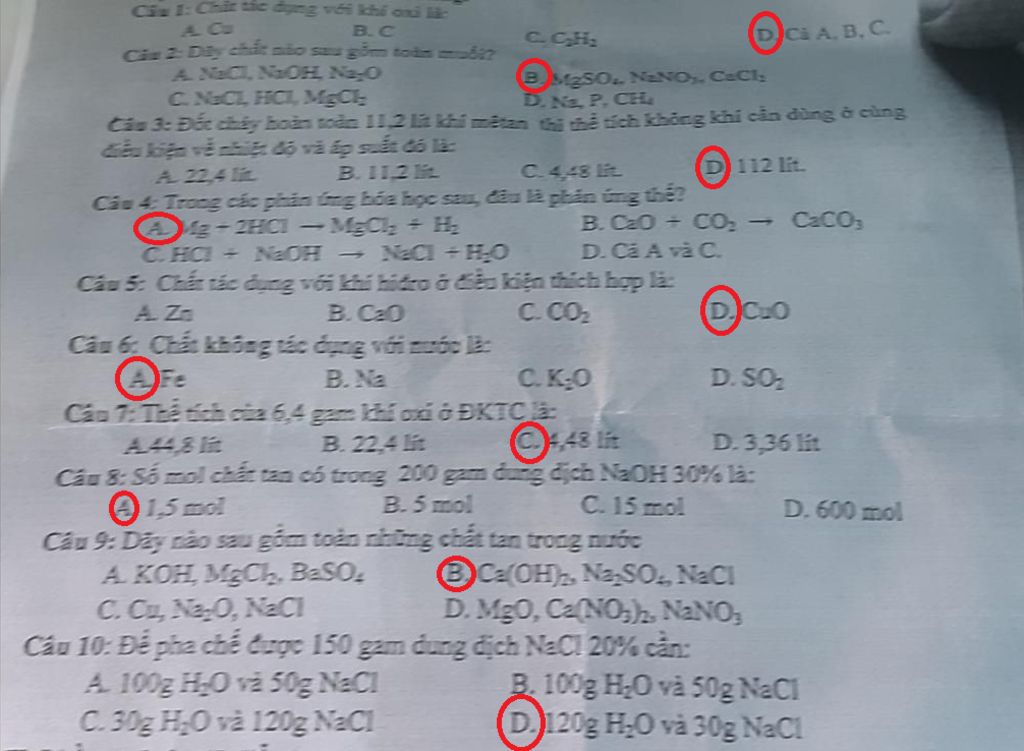 Câu 1: Chất tác dụng với khí oxi là:
A. Cu B. C C. C₂H₂ D. Cả A, B, C.
Câu 2: Dãy chất nào sau gồm toàn muối?
A. NaCl, NaOH, Na₂O B. MgSO₄, NaNO₃, CaCl₂
C. NaCl, HCl, MgCl₂ D. Na, P, CH₄
Câu 3: Đốt cháy hoàn toàn 11,2 lít khí mêtan thì thể tích không khí cần dùng ở cùng
điều kiện về nhiệt độ và áp suất đó là:
A. 22,4 lít. B. 11,2 lít. C. 4,48 lít. D. 112 lít.
Câu 4: Trong các phản ứng hóa học sau, đâu là phản ứng thế?
A. Mg + 2HCl → MgCl₂ + H₂ B. CaO + CO₂ → CaCO₃
C. HCl + NaOH → NaCl + H₂O D. Cả A và C.
Câu 5: Chất tác dụng với khí hiđro ở điều kiện thích hợp là:
A. Zn B. CaO C. CO₂ D. CuO
Câu 6: Chất không tác dụng với nước là:
A. Fe B. Na C. K₂O D. SO₂
Câu 7: Thể tích của 6,4 gam khí oxi ở ĐKTC là:
A.44,8 lít B. 22,4 lít C. 4,48 lít D. 3,36 lít
Câu 8: Số mol chất tan có trong 200 gam dung dịch NaOH 30% là:
A. 1,5 mol B. 5 mol C. 15 mol D. 600 mol
Câu 9: Dãy nào sau gồm toàn những chất tan trong nước
A. KOH, MgCl₂, BaSO₄ B. Ca(OH)₂, Na₂SO₄, NaCl
C. Cu, Na₂O, NaCl D. MgO, Ca(NO₃)₂, NaNO₃
Câu 10: Để pha chế được 150 gam dung dịch NaCl 20% cần:
A. 100g H₂O và 50g NaCl B. 100g H₂O và 50g NaCl
C. 30g H₂O và 120g NaCl D. 120g H₂O và 30g NaCl